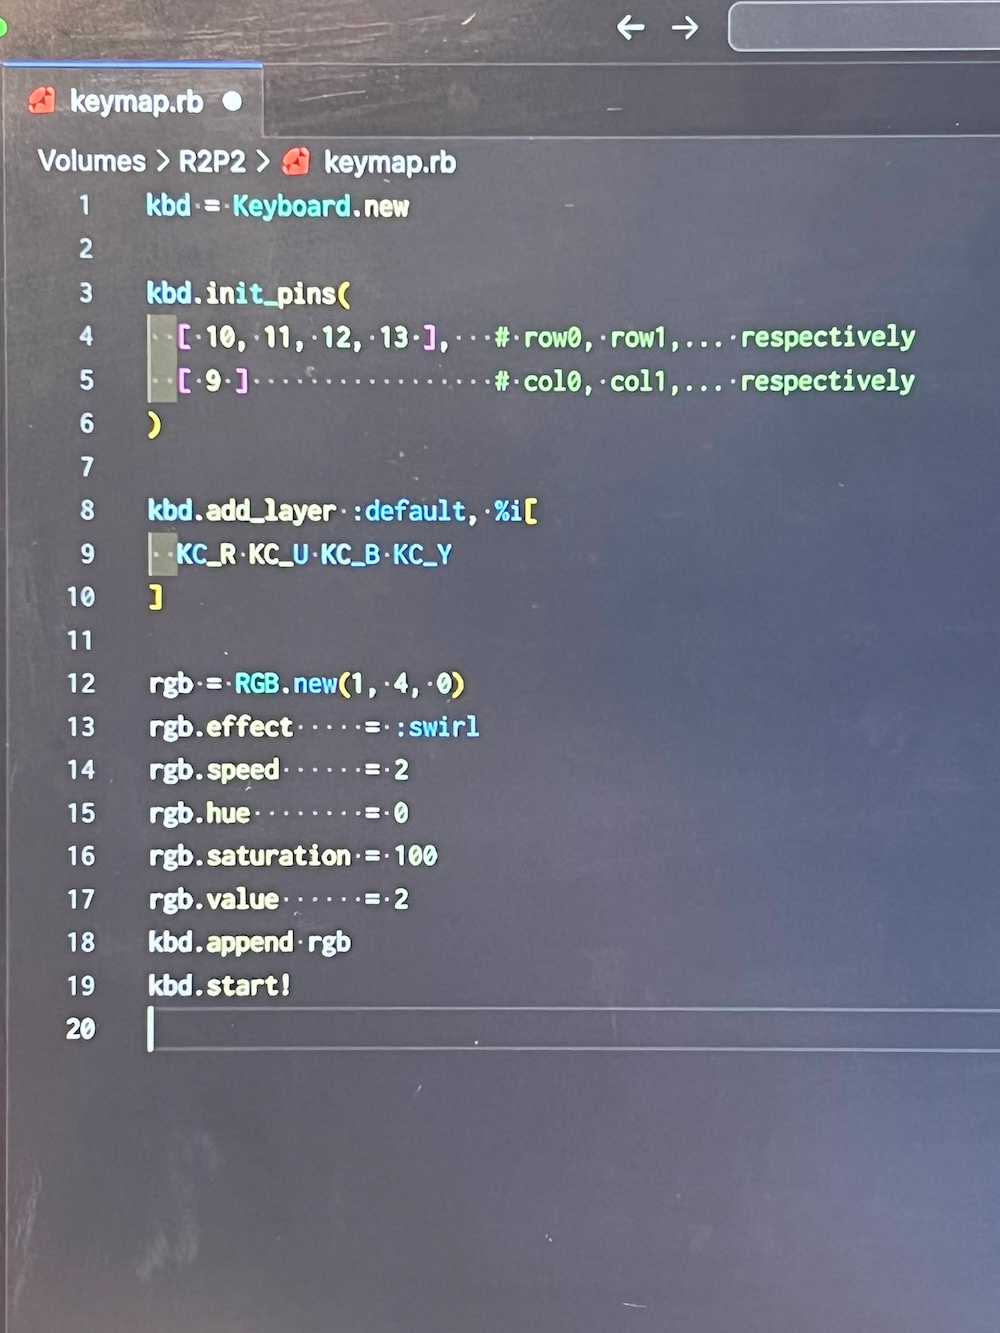 keymap.rb
Volumes > R2P2 > keymap.rb
1 kbd = Keyboard.new
2
3 kbd.init_pins(
4   [ 10, 11, 12, 13 ],   # row0, row1,... respectively
5   [ 9 ]                 # col0, col1,... respectively
6 )
7
8 kbd.add_layer :default, %i[
9   KC_R KC_U KC_B KC_Y
10 ]
11
12 rgb = RGB.new(1, 4, 0)
13 rgb.effect     = :swirl
14 rgb.speed      = 2
15 rgb.hue        = 0
16 rgb.saturation = 100
17 rgb.value      = 2
18 kbd.append rgb
19 kbd.start!
20